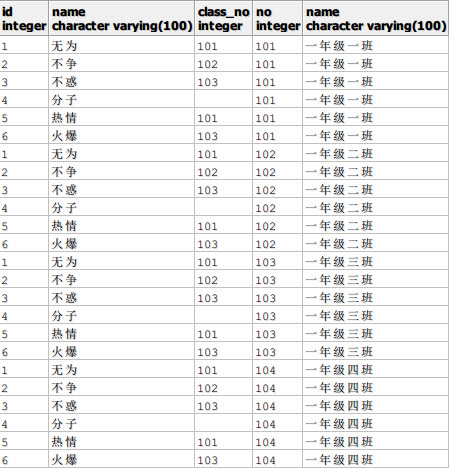 id name class_no no name
integer character varying(100) integer integer character varying(100)
1 无为 101 101 一年级一班
2 不争 102 101 一年级一班
3 不惑 103 101 一年级一班
4 分子 101 一年级一班
5 热情 101 101 一年级一班
6 火爆 103 101 一年级一班
1 无为 101 102 一年级二班
2 不争 102 102 一年级二班
3 不惑 103 102 一年级二班
4 分子 102 一年级二班
5 热情 101 102 一年级二班
6 火爆 103 102 一年级二班
1 无为 101 103 一年级三班
2 不争 102 103 一年级三班
3 不惑 103 103 一年级三班
4 分子 103 一年级三班
5 热情 101 103 一年级三班
6 火爆 103 103 一年级三班
1 无为 101 104 一年级四班
2 不争 102 104 一年级四班
3 不惑 103 104 一年级四班
4 分子 104 一年级四班
5 热情 101 104 一年级四班
6 火爆 103 104 一年级四班